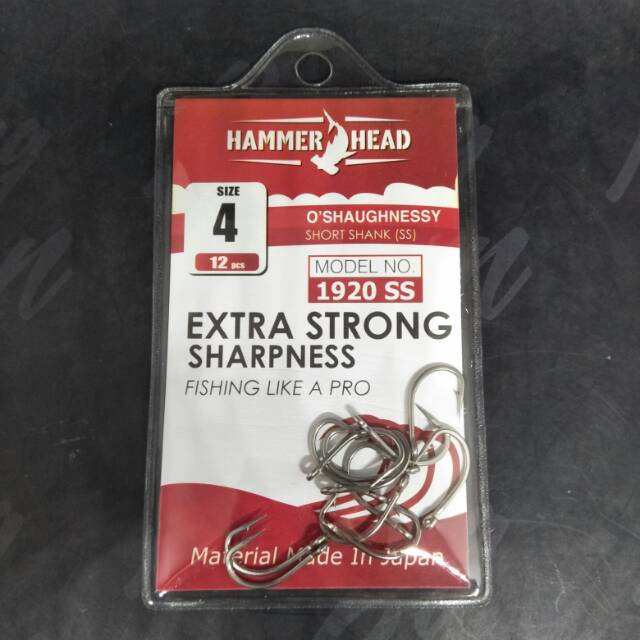 HAMMER HEAD
SIZE
4
12 pcs
O'SHAUGHNESSY
SHORT SHANK (SS)
MODEL NO.
1920 SS
EXTRA STRONG
SHARPNESS
FISHING LIKE A PRO
Material Made In Japan